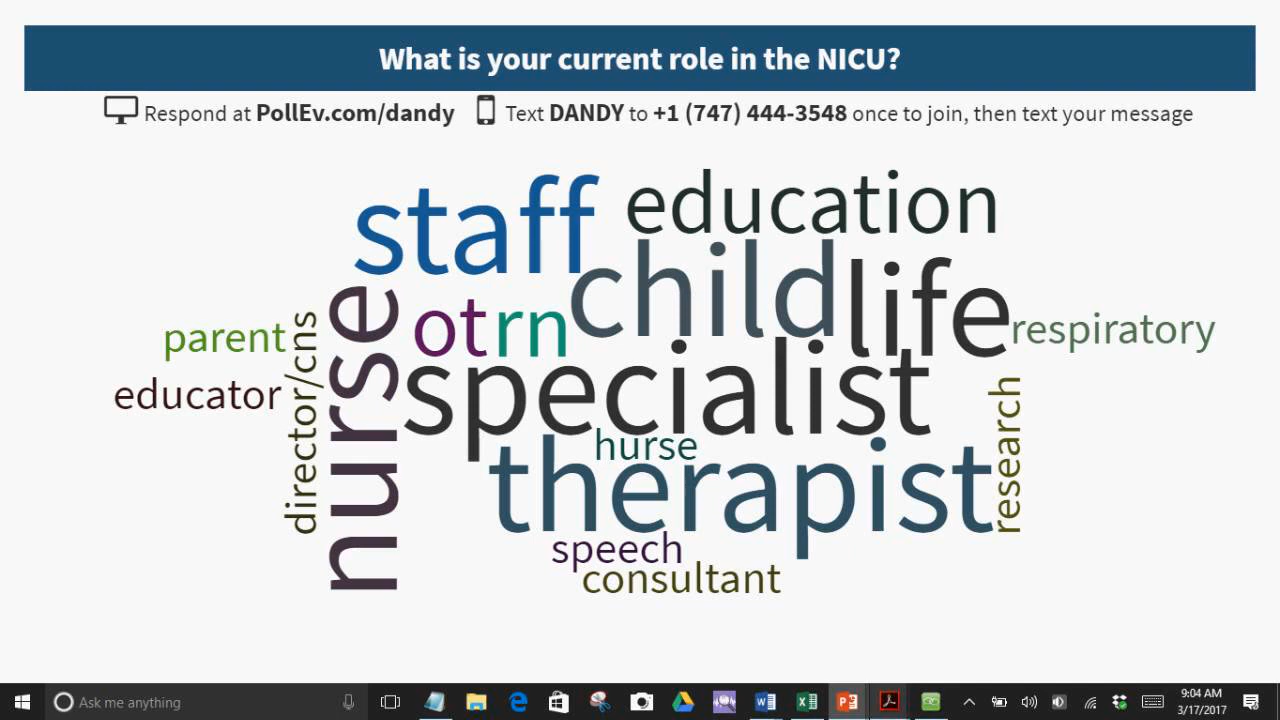 What is your current role in the NICU?
Respond at PollEv.com/dandy Text DANDY to +1 (747) 444-3548 once to join, then text your message
staff
education
child
life
nurse
ot
rn
parent
director/cns
respiratory
educator
specialist
hurse
therapist
research
speech
consultant
Ask me anything
9:04 AM
3/17/2017